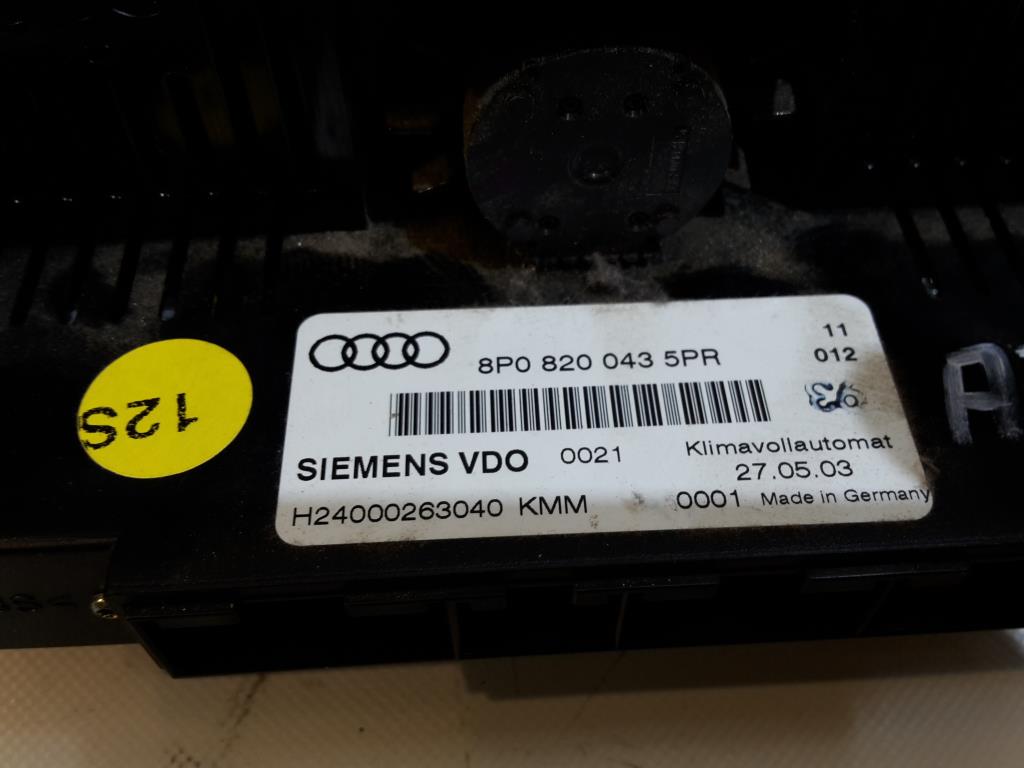 8P0 820 043 5PR
11
012
SIEMENS VDO 0021
Klimavollautomat
27.05.03
H24000263040 KMM
0001 Made in Germany
12S
A